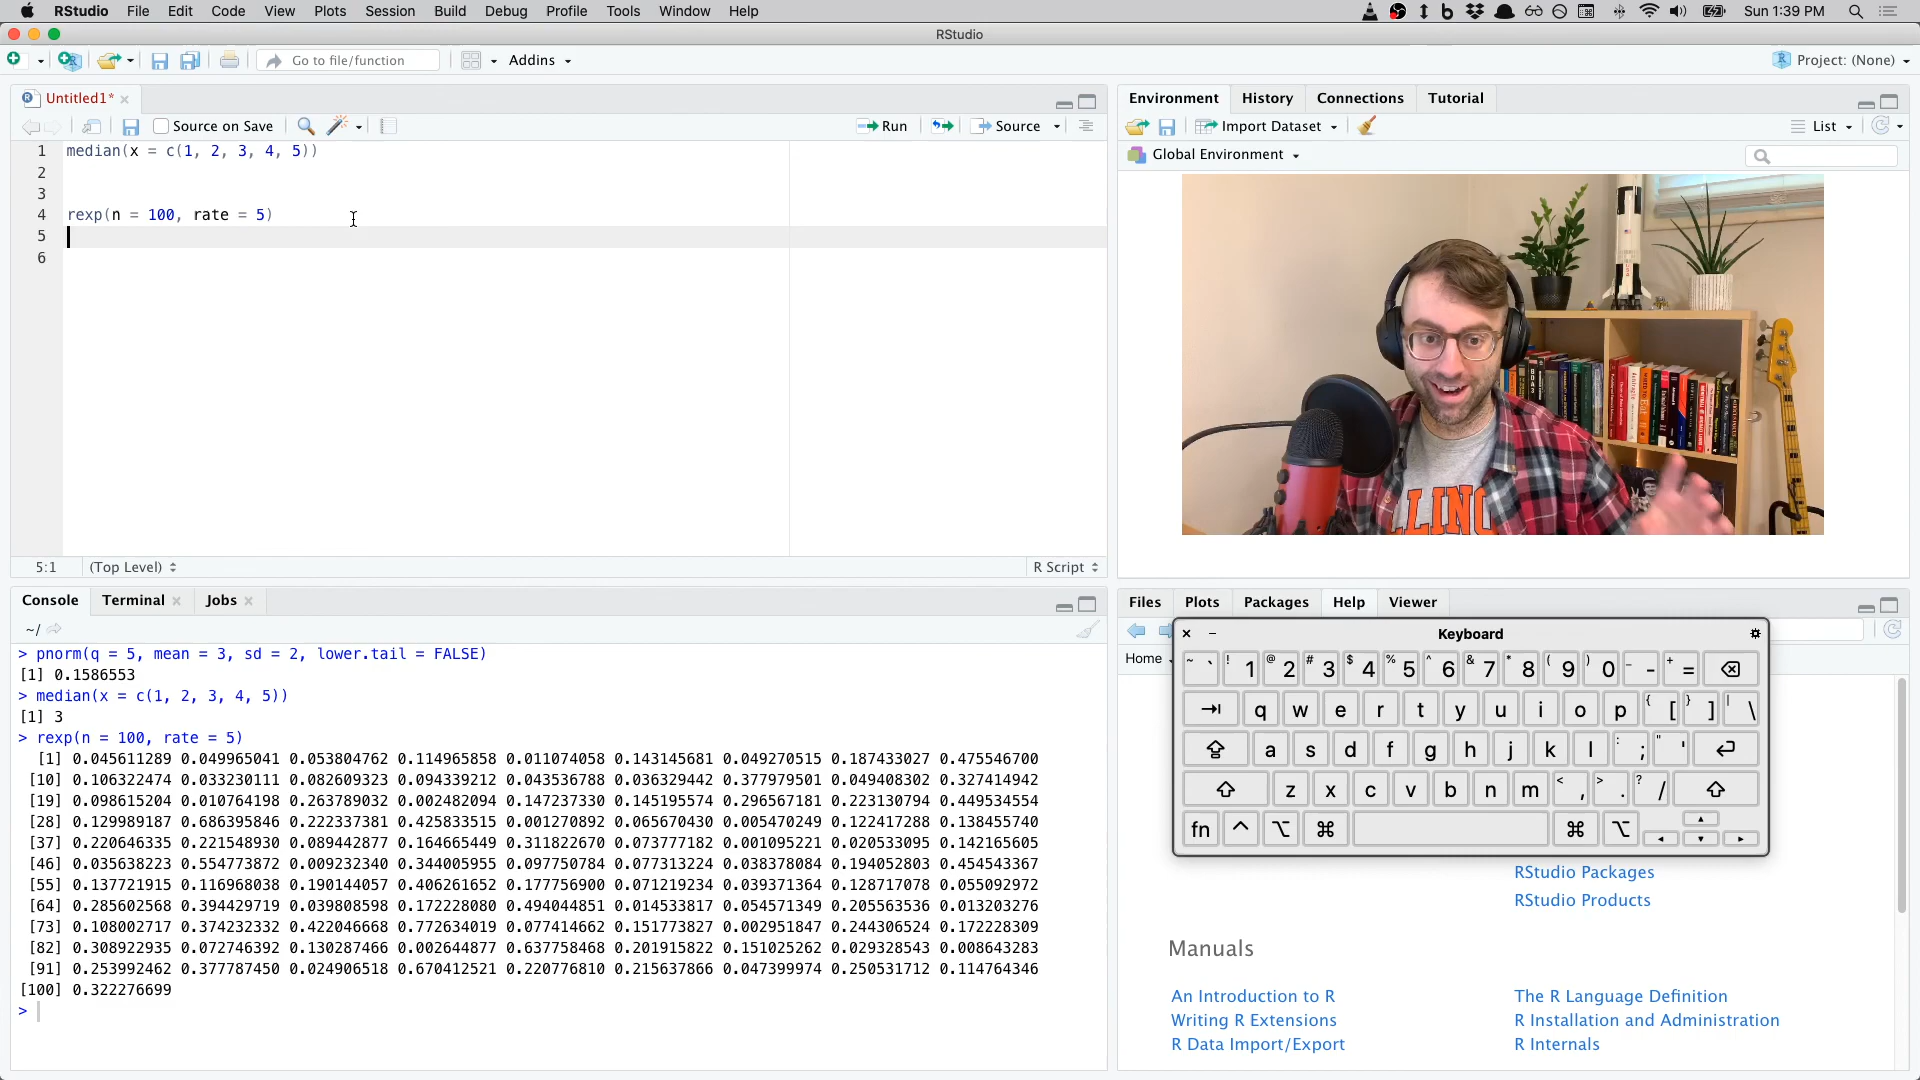 RStudio File Edit Code View Plots Session Build Debug Profile Tools Window Help
Sun 1:39 PM
RStudio
Go to file/function
Addins
Project: (None)
Untitled1*
Source on Save
Run
Source
1 median(x = c(1, 2, 3, 4, 5))
2
3
4 rexp(n = 100, rate = 5)
5
6
5:1 (Top Level)
R Script
Environment History Connections Tutorial
Import Dataset
List
Global Environment
ILLINO
Console Terminal Jobs
~/
> pnorm(q = 5, mean = 3, sd = 2, lower.tail = FALSE)
[1] 0.1586553
> median(x = c(1, 2, 3, 4, 5))
[1] 3
> rexp(n = 100, rate = 5)
[1] 0.045611289 0.049965041 0.053804762 0.114965858 0.011074058 0.143145681 0.049270515 0.187433027 0.475546700
[10] 0.106322474 0.033230111 0.082609323 0.094339212 0.043536788 0.036329442 0.377979501 0.049408302 0.327414942
[19] 0.098615204 0.010764198 0.263789032 0.002482094 0.147237330 0.145195574 0.296567181 0.223130794 0.449534554
[28] 0.129989187 0.686395846 0.222337381 0.425833515 0.001270892 0.065670430 0.005470249 0.122417288 0.138455740
[37] 0.220646335 0.221548930 0.089442877 0.164665449 0.311822670 0.073777182 0.001095221 0.020533095 0.142165605
[46] 0.035638223 0.554773872 0.009232340 0.344005955 0.097750784 0.077313224 0.038378084 0.194052803 0.454543367
[55] 0.137721915 0.116968038 0.190144057 0.406261652 0.177756900 0.071219234 0.039371364 0.128717078 0.055092972
[64] 0.285602568 0.394429719 0.039808598 0.172228080 0.494044851 0.014533817 0.054571349 0.205563536 0.013203276
[73] 0.108002717 0.374232332 0.422046668 0.772634019 0.077414662 0.151773827 0.002951847 0.244306524 0.172228309
[82] 0.308922935 0.072746392 0.130287466 0.002644877 0.637758468 0.201915822 0.151025262 0.029328543 0.008643283
[91] 0.253992462 0.377787450 0.024906518 0.670412521 0.220776810 0.215637866 0.047399974 0.250531712 0.114764346
[100] 0.322276699
>
Files Plots Packages Help Viewer
Home
Keyboard
~ ` ! 1 @ 2 # 3 $ 4 % 5 ^ 6 & 7 * 8 ( 9 ) 0 _ - + =
q w e r t y u i o p { [ } ] | \
a s d f g h j k l : ; " '
z x c v b n m < , > . ? /
fn ^ ⌥ ⌘ ⌘ ⌥
RStudio Packages
RStudio Products
Manuals
An Introduction to R The R Language Definition
Writing R Extensions R Installation and Administration
R Data Import/Export R Internals